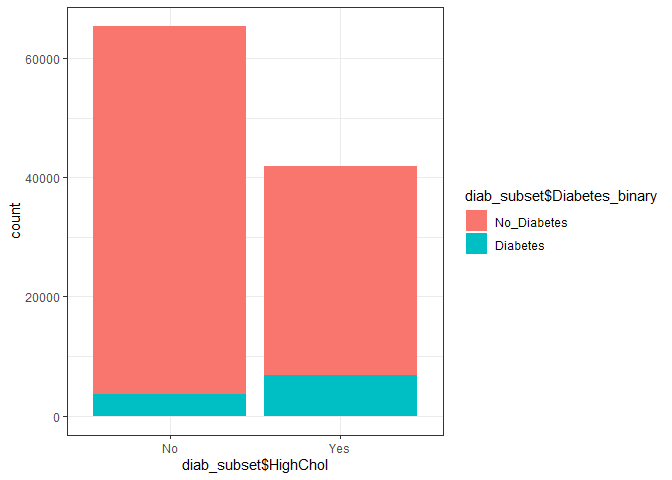 60000
40000
20000
0
count
No
Yes
diab_subset$HighChol
diab_subset$Diabetes_binary
No_Diabetes
Diabetes